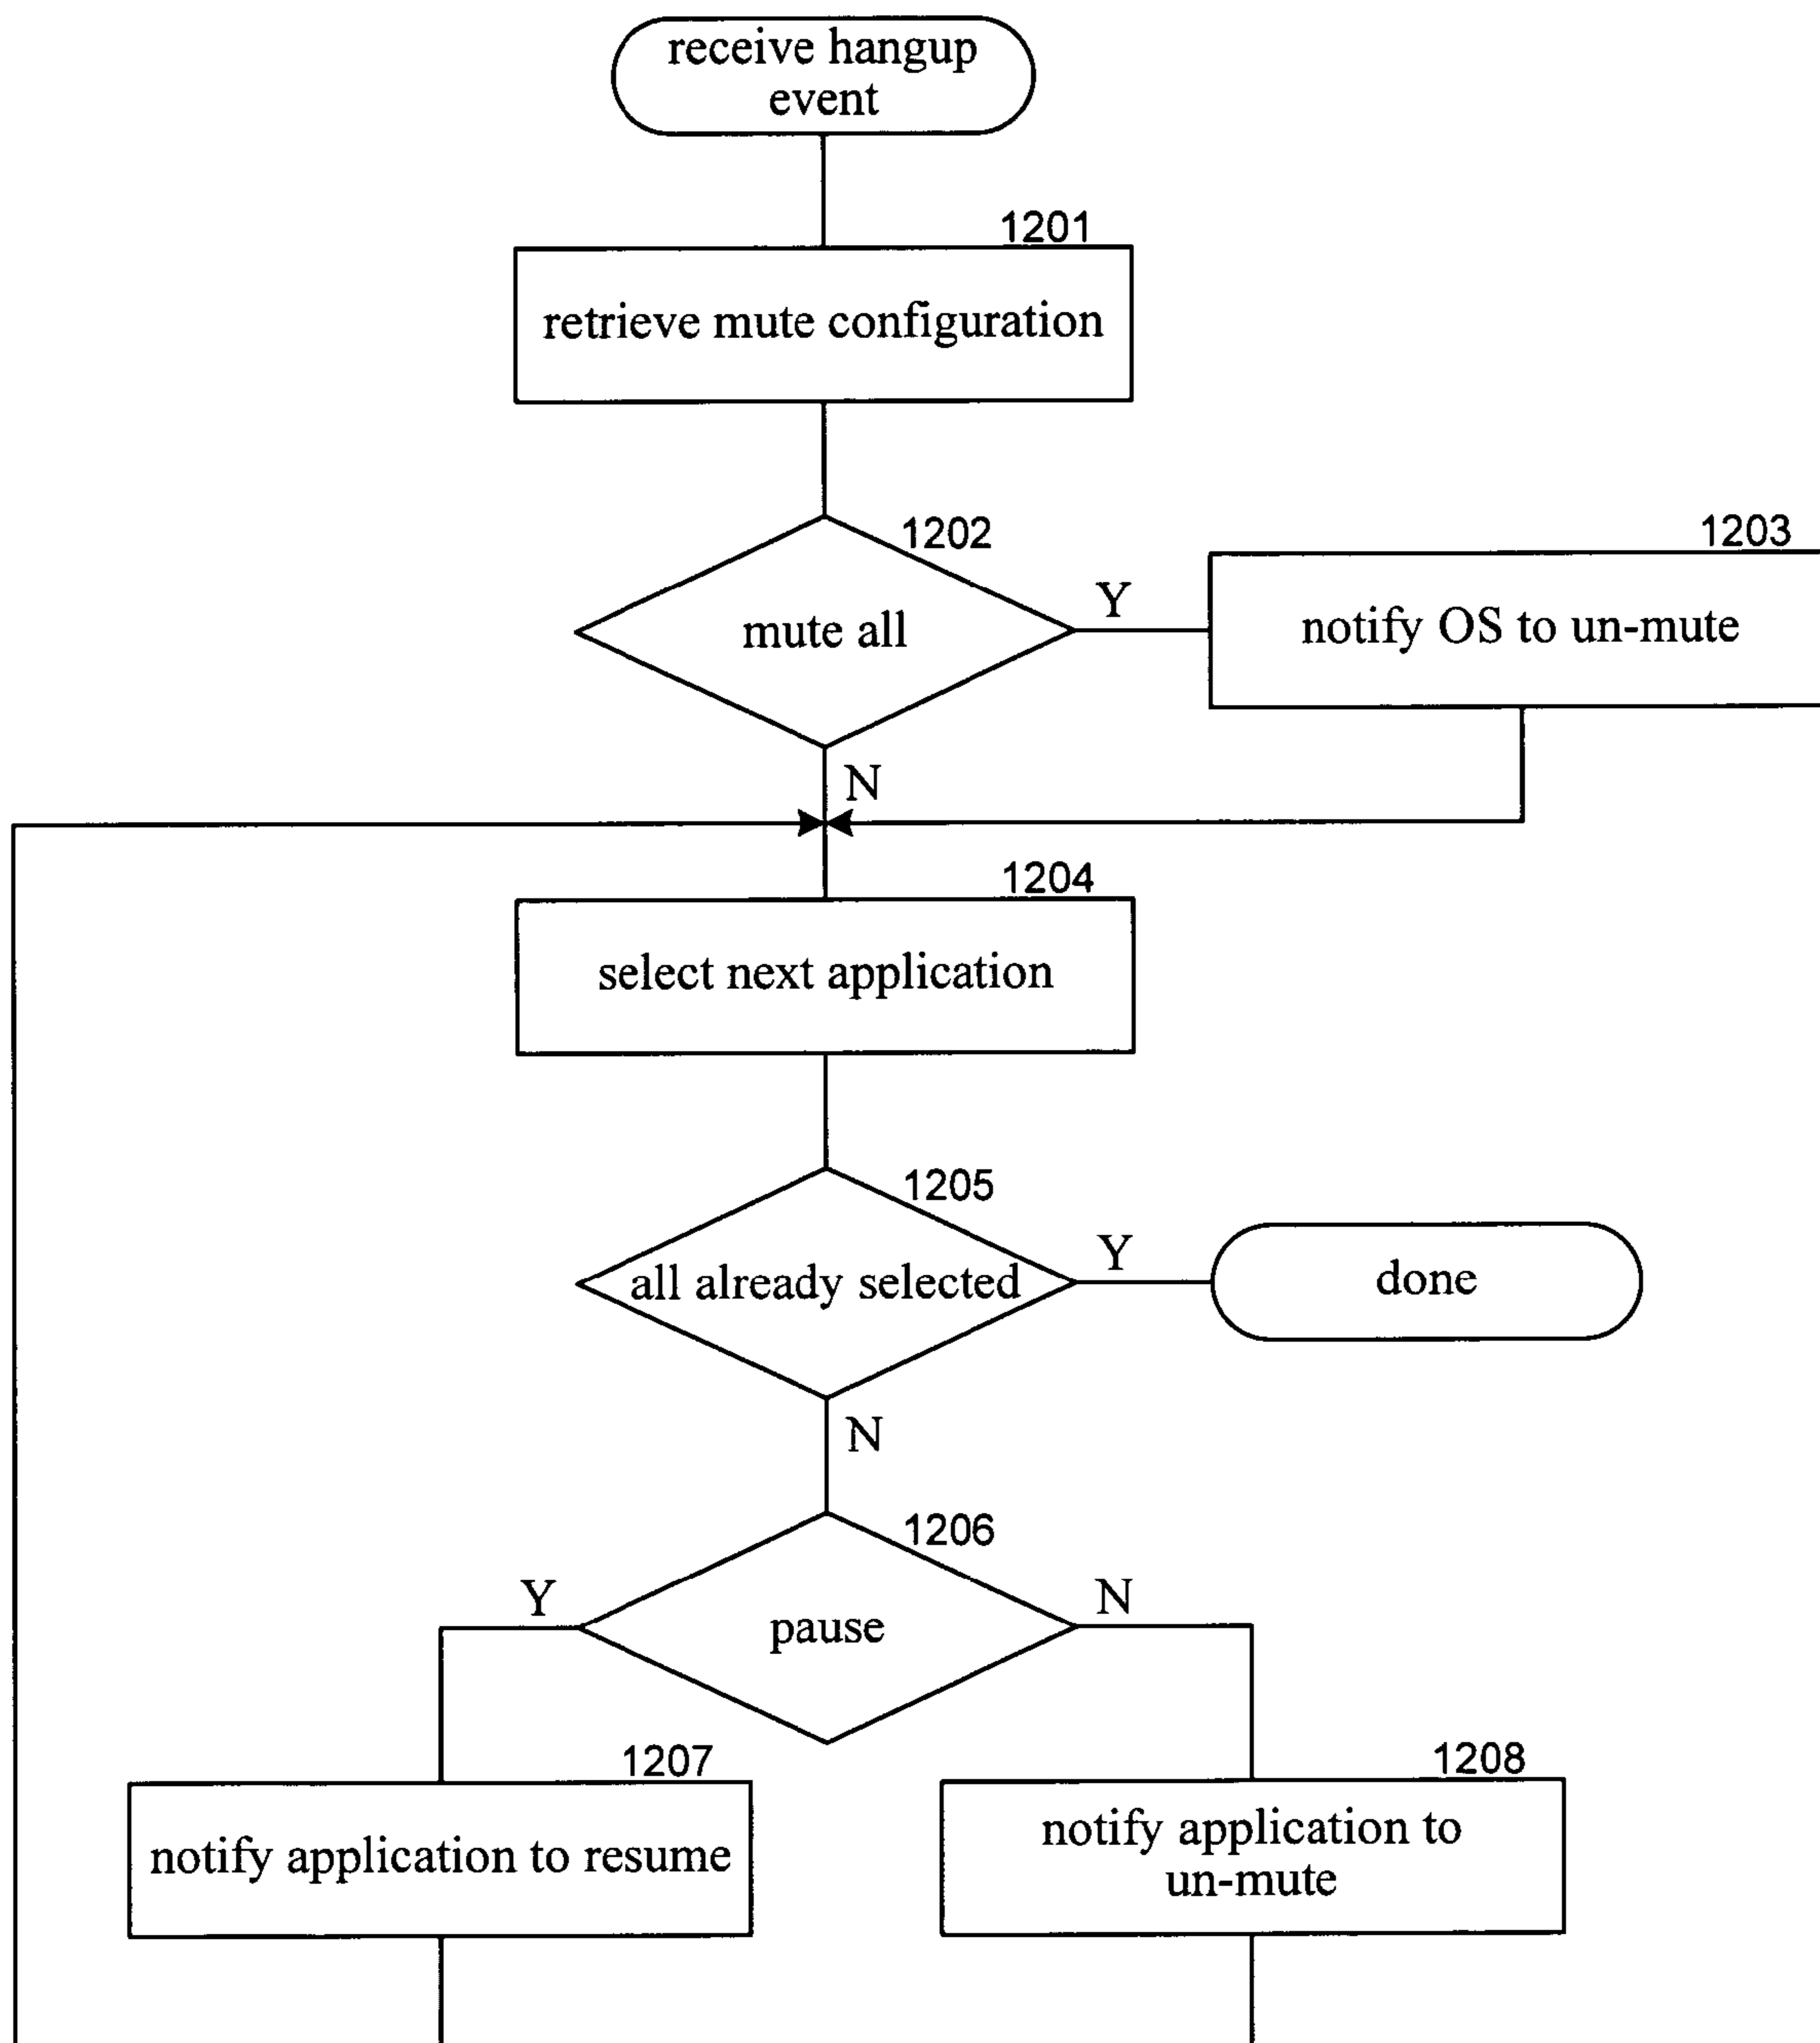 receive hangup
event
1201
retrieve mute configuration
1202
mute all
Y
1203
notify OS to un-mute
N
1204
select next application
1205
all already selected
Y
done
N
1206
pause
Y
N
1207
notify application to resume
1208
notify application to
un-mute